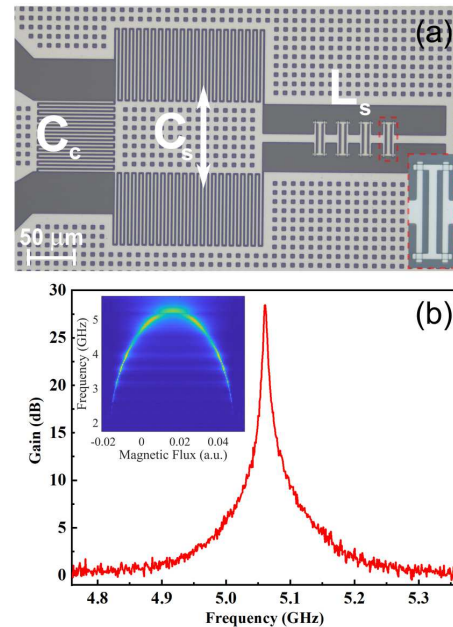 (a)
C_c
C_s
L_s
50 μm
(b)
30
25
20
15
10
5
0
Gain (dB)
4.8 4.9 5.0 5.1 5.2 5.3
Frequency (GHz)
5
4
3
2
Frequency (GHz)
-0.02 0 0.02 0.04
Magnetic Flux (a.u.)